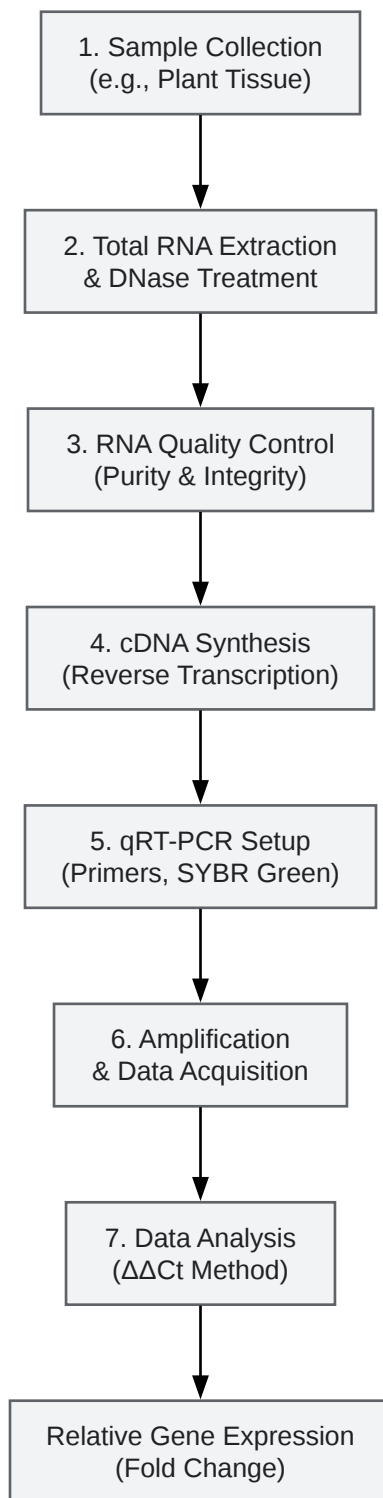 1. Sample Collection
(e.g., Plant Tissue)
2. Total RNA Extraction
& DNase Treatment
3. RNA Quality Control
(Purity & Integrity)
4. cDNA Synthesis
(Reverse Transcription)
5. qRT-PCR Setup
(Primers, SYBR Green)
6. Amplification
& Data Acquisition
7. Data Analysis
(ΔΔCt Method)
Relative Gene Expression
(Fold Change)